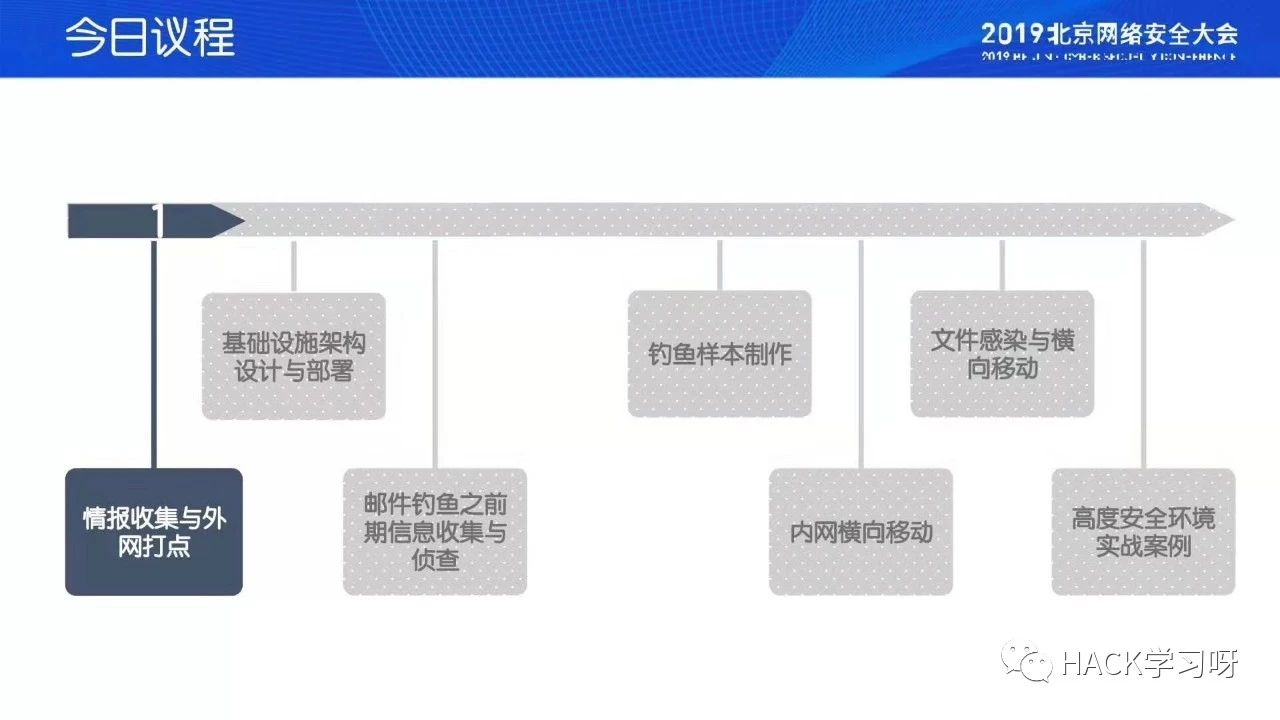 今日议程
2019北京网络安全大会
2019 BEIJING CYBER SECURITY CONFERENCE
1
基础设施架构
设计与部署
钓鱼样本制作
文件感染与横
向移动
情报收集与外
网打点
邮件钓鱼之前
期信息收集与
侦查
内网横向移动
高度安全环境
实战案例
HACK学习呀